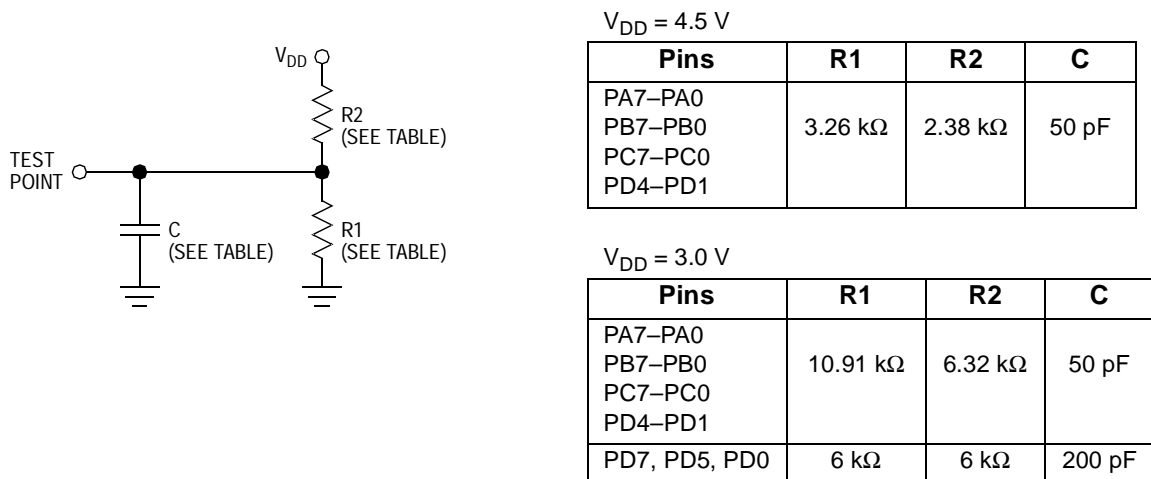 V_DD
R2
(SEE TABLE)
TEST
POINT
C
(SEE TABLE)
R1
(SEE TABLE)
V_DD = 4.5 V
Pins R1 R2 C
PA7–PA0
PB7–PB0 3.26 kΩ 2.38 kΩ 50 pF
PC7–PC0
PD4–PD1
V_DD = 3.0 V
Pins R1 R2 C
PA7–PA0
PB7–PB0 10.91 kΩ 6.32 kΩ 50 pF
PC7–PC0
PD4–PD1
PD7, PD5, PD0 6 kΩ 6 kΩ 200 pF